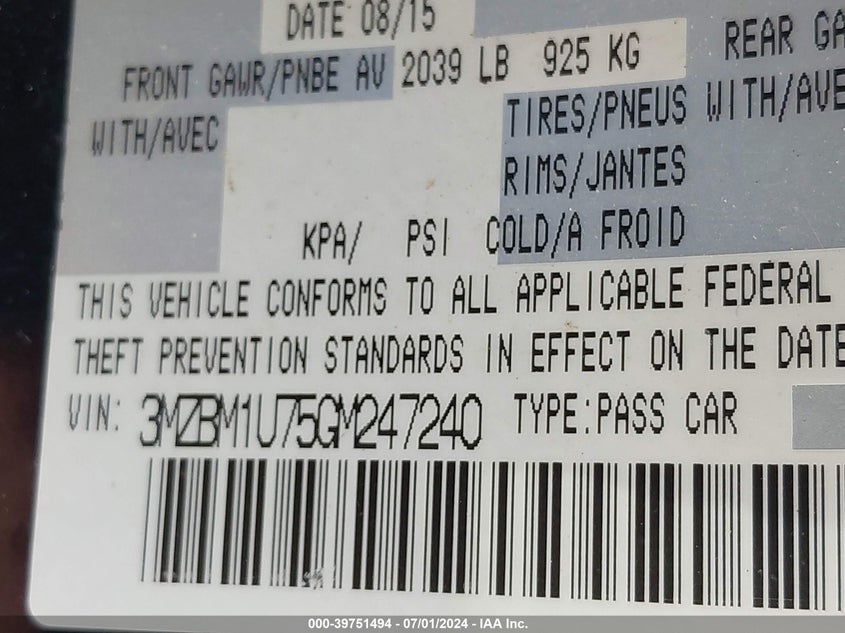 DATE 08/15
FRONT GAWR/PNBE AV 2039 LB 925 KG REAR GA
WITH/AVEC TIRES/PNEUS WITH/AVE
RIMS/JANTES
KPA/ PSI COLD/A FROID
THIS VEHICLE CONFORMS TO ALL APPLICABLE FEDERAL
THEFT PREVENTION STANDARDS IN EFFECT ON THE DATE
VIN: 3MZBM1U75GM247240 TYPE:PASS CAR
000-39751494 - 07/01/2024 - IAA Inc.